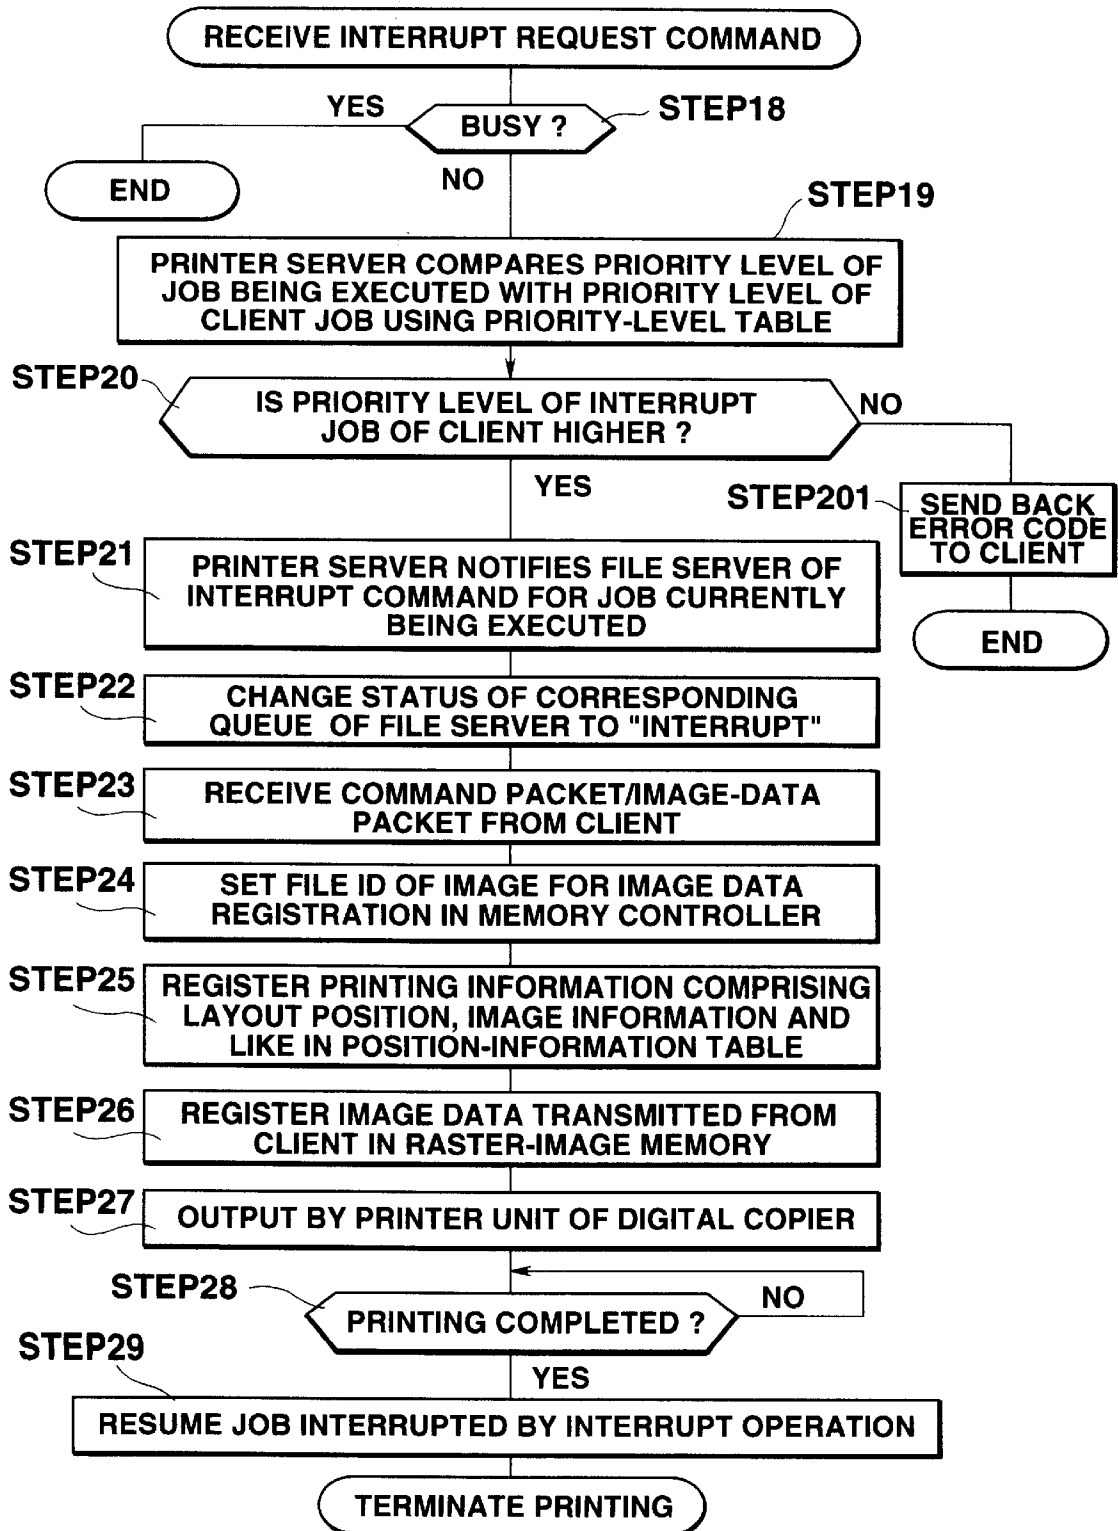 RECEIVE INTERRUPT REQUEST COMMAND
YES
BUSY ?
STEP18
END
NO
STEP19
PRINTER SERVER COMPARES PRIORITY LEVEL OF
JOB BEING EXECUTED WITH PRIORITY LEVEL OF
CLIENT JOB USING PRIORITY-LEVEL TABLE
STEP20
IS PRIORITY LEVEL OF INTERRUPT
JOB OF CLIENT HIGHER ?
NO
YES
STEP201
SEND BACK
ERROR CODE
TO CLIENT
END
STEP21
PRINTER SERVER NOTIFIES FILE SERVER OF
INTERRUPT COMMAND FOR JOB CURRENTLY
BEING EXECUTED
STEP22
CHANGE STATUS OF CORRESPONDING
QUEUE OF FILE SERVER TO "INTERRUPT"
STEP23
RECEIVE COMMAND PACKET/IMAGE-DATA
PACKET FROM CLIENT
STEP24
SET FILE ID OF IMAGE FOR IMAGE DATA
REGISTRATION IN MEMORY CONTROLLER
STEP25
REGISTER PRINTING INFORMATION COMPRISING
LAYOUT POSITION, IMAGE INFORMATION AND
LIKE IN POSITION-INFORMATION TABLE
STEP26
REGISTER IMAGE DATA TRANSMITTED FROM
CLIENT IN RASTER-IMAGE MEMORY
STEP27
OUTPUT BY PRINTER UNIT OF DIGITAL COPIER
STEP28
PRINTING COMPLETED ?
NO
STEP29
YES
RESUME JOB INTERRUPTED BY INTERRUPT OPERATION
TERMINATE PRINTING